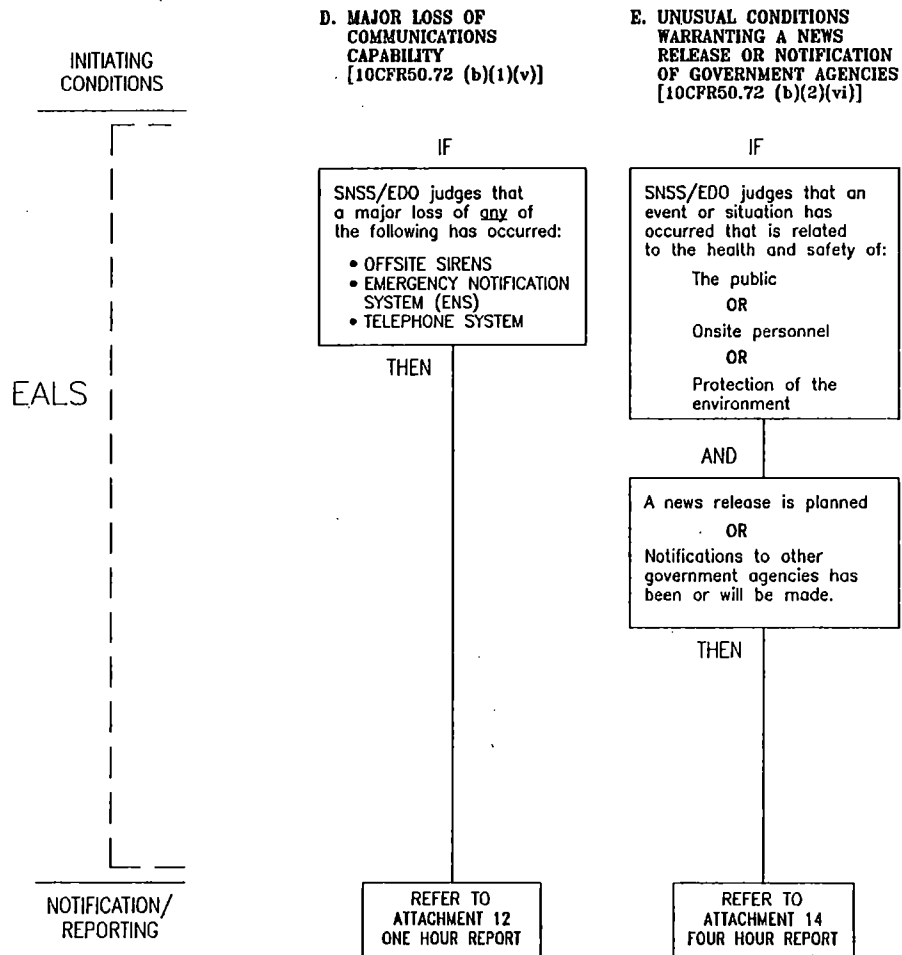 INITIATING
CONDITIONS
D. MAJOR LOSS OF
COMMUNICATIONS
CAPABILITY
[10CFR50.72 (b)(1)(v)]
E. UNUSUAL CONDITIONS
WARRANTING A NEWS
RELEASE OR NOTIFICATION
OF GOVERNMENT AGENCIES
[10CFR50.72 (b)(2)(vi)]
EALS
IF
SNSS/EDO judges that
a major loss of any of
the following has occurred:
• OFFSITE SIRENS
• EMERGENCY NOTIFICATION
SYSTEM (ENS)
• TELEPHONE SYSTEM
THEN
IF
SNSS/EDO judges that an
event or situation has
occurred that is related
to the health and safety of:
The public
OR
Onsite personnel
OR
Protection of the
environment
AND
A news release is planned
OR
Notifications to other
government agencies has
been or will be made.
THEN
NOTIFICATION/
REPORTING
REFER TO
ATTACHMENT 12
ONE HOUR REPORT
REFER TO
ATTACHMENT 14
FOUR HOUR REPORT